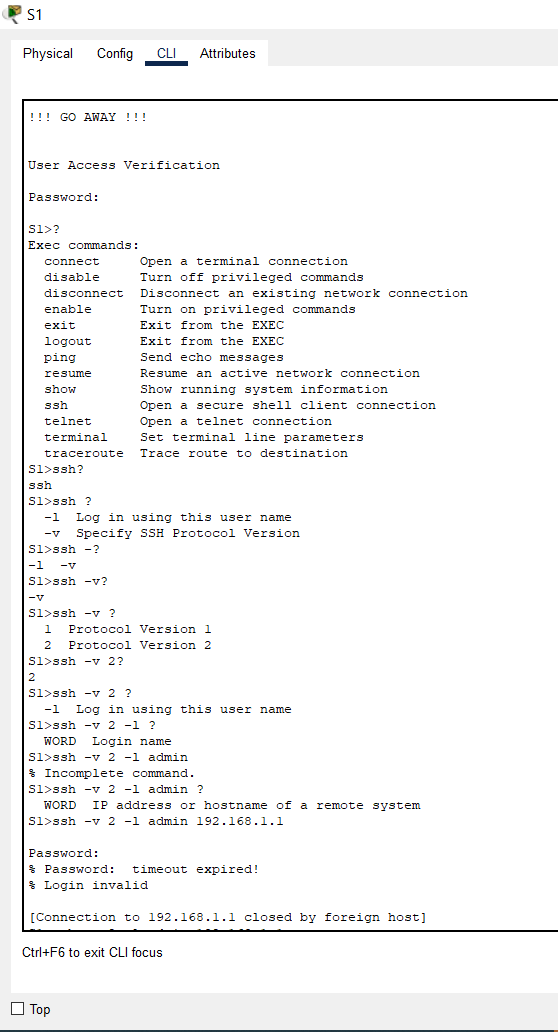 S1
Physical Config CLI Attributes
!!! GO AWAY !!!
User Access Verification
Password:
S1>?
Exec commands:
  connect     Open a terminal connection
  disable     Turn off privileged commands
  disconnect  Disconnect an existing network connection
  enable      Turn on privileged commands
  exit        Exit from the EXEC
  logout      Exit from the EXEC
  ping        Send echo messages
  resume      Resume an active network connection
  show        Show running system information
  ssh         Open a secure shell client connection
  telnet      Open a telnet connection
  terminal    Set terminal line parameters
  traceroute  Trace route to destination
S1>ssh?
ssh
S1>ssh ?
  -l  Log in using this user name
  -v  Specify SSH Protocol Version
S1>ssh -?
-l  -v
S1>ssh -v?
-v
S1>ssh -v ?
  1  Protocol Version 1
  2  Protocol Version 2
S1>ssh -v 2?
2
S1>ssh -v 2 ?
  -l  Log in using this user name
S1>ssh -v 2 -l ?
  WORD  Login name
S1>ssh -v 2 -l admin
% Incomplete command.
S1>ssh -v 2 -l admin ?
  WORD  IP address or hostname of a remote system
S1>ssh -v 2 -l admin 192.168.1.1
Password:
% Password:  timeout expired!
% Login invalid
[Connection to 192.168.1.1 closed by foreign host]
Ctrl+F6 to exit CLI focus
Top